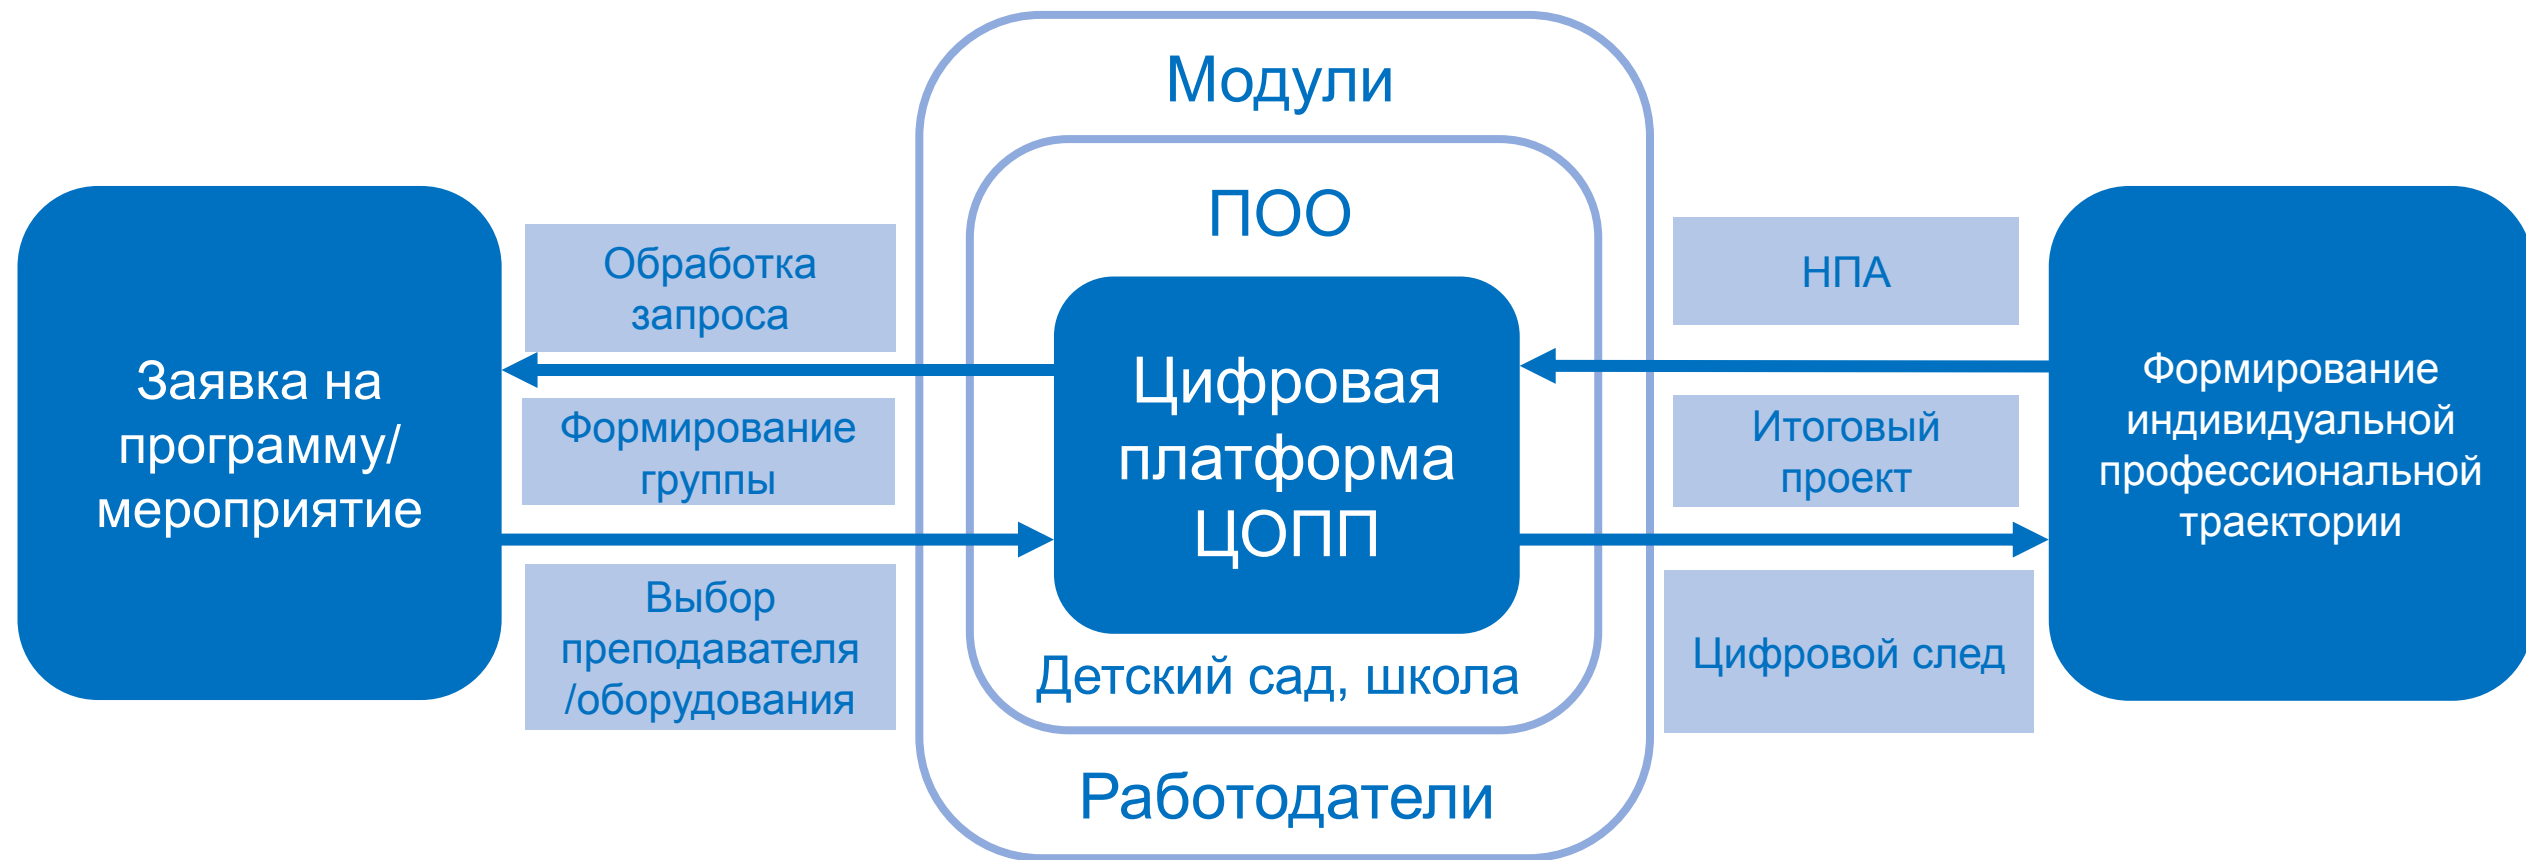 Модули
ПОО
Заявка на
программу/
мероприятие
Обработка
запроса
Формирование
группы
Выбор
преподавателя
/оборудования
Цифровая
платформа
ЦОПП
Детский сад, школа
Работодатели
НПА
Итоговый
проект
Цифровой след
Формирование
индивидуальной
профессиональной
траектории